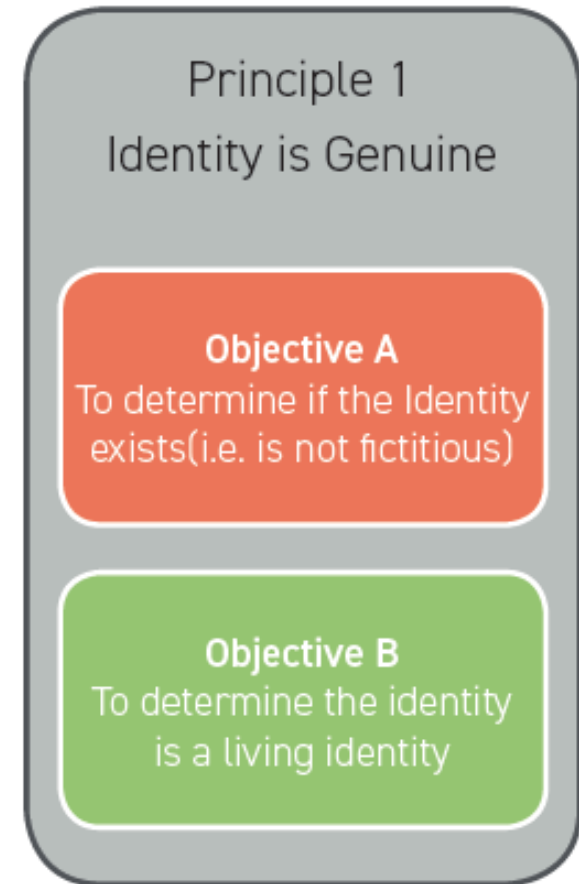 Principle 1
Identity is Genuine
Objective A
To determine if the Identity
exists(i.e. is not fictitious)
Objective B
To determine the identity
is a living identity